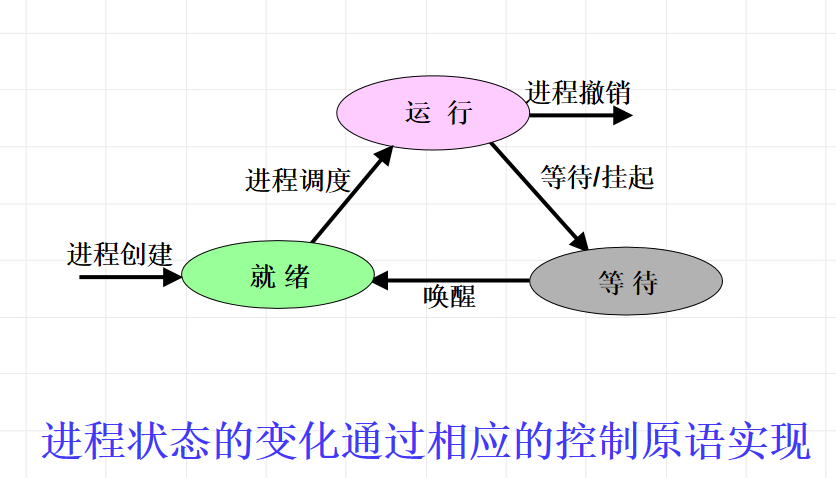 运 行
进程撤销
进程调度
等待/挂起
进程创建
就 绪
等 待
唤醒
进程状态的变化通过相应的控制原语实现